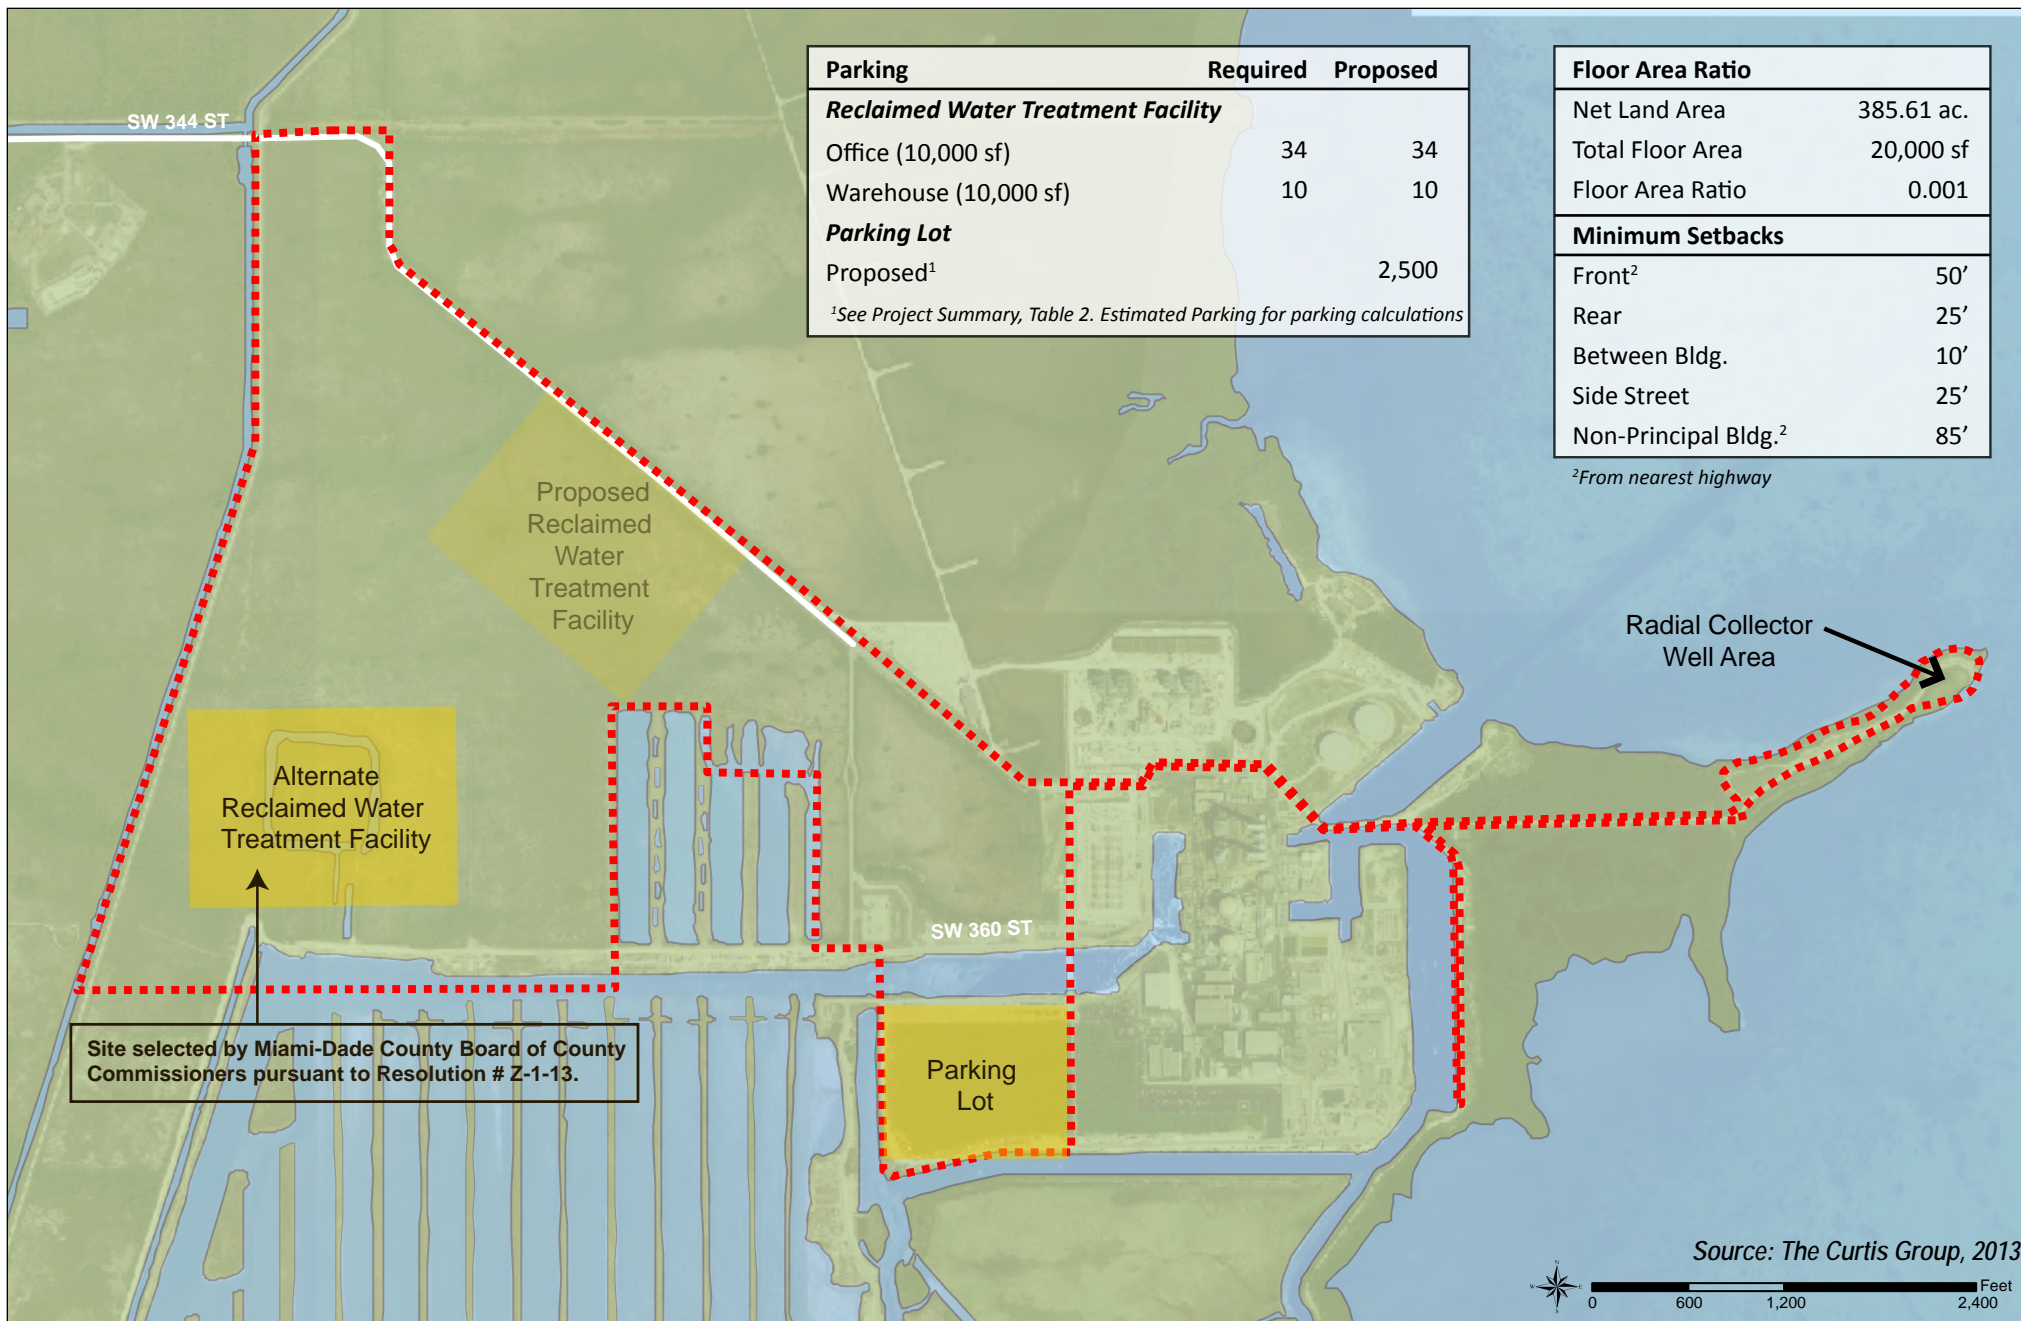 SW 344 ST
Parking Required Proposed
Reclaimed Water Treatment Facility
Office (10,000 sf) 34 34
Warehouse (10,000 sf) 10 10
Parking Lot
Proposed¹ 2,500
¹See Project Summary, Table 2. Estimated Parking for parking calculations
Floor Area Ratio
Net Land Area 385.61 ac.
Total Floor Area 20,000 sf
Floor Area Ratio 0.001
Minimum Setbacks
Front² 50’
Rear 25’
Between Bldg. 10’
Side Street 25’
Non-Principal Bldg.² 85’
²From nearest highway
Proposed
Reclaimed
Water
Treatment
Facility
Radial Collector
Well Area
Alternate
Reclaimed Water
Treatment Facility
SW 360 ST
Site selected by Miami-Dade County Board of County
Commissioners pursuant to Resolution # Z-1-13.
Parking
Lot
Source: The Curtis Group, 2013
N
W E
S
Feet
0 600 1,200 2,400